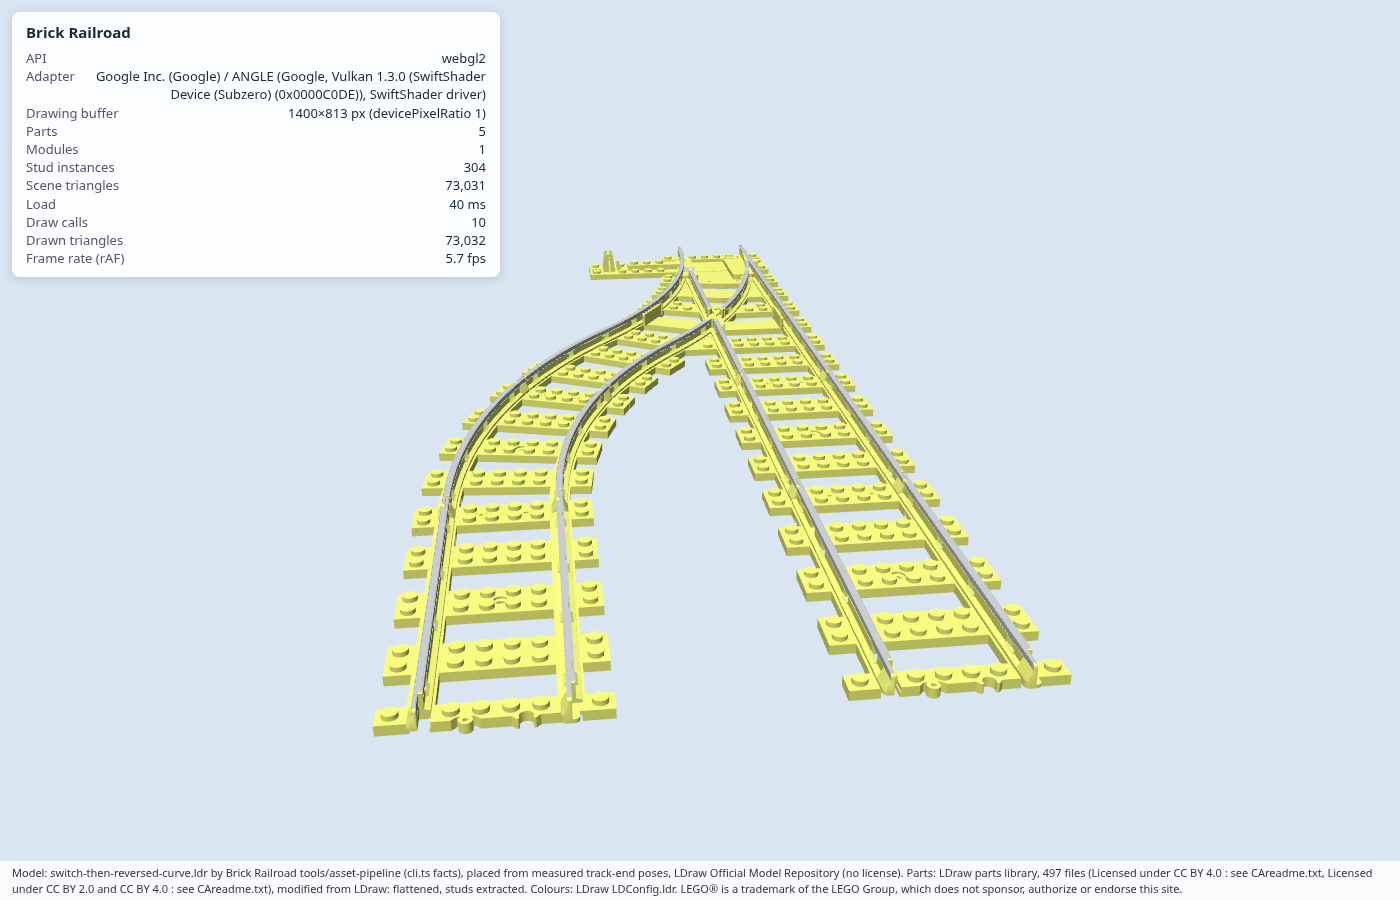 Brick Railroad
API webgl2
Adapter Google Inc. (Google) / ANGLE (Google, Vulkan 1.3.0 (SwiftShader
Device (Subzero) (0x0000C0DE)), SwiftShader driver)
Drawing buffer 1400×813 px (devicePixelRatio 1)
Parts 5
Modules 1
Stud instances 304
Scene triangles 73,031
Load 40 ms
Draw calls 10
Drawn triangles 73,032
Frame rate (rAF) 5.7 fps
Model: switch-then-reversed-curve.ldr by Brick Railroad tools/asset-pipeline (cli.ts facts), placed from measured track-end poses, LDraw Official Model Repository (no license). Parts: LDraw parts library, 497 files (Licensed under CC BY 4.0 : see CAreadme.txt, Licensed
under CC BY 2.0 and CC BY 4.0 : see CAreadme.txt), modified from LDraw: flattened, studs extracted. Colours: LDraw LDConfig.ldr. LEGO® is a trademark of the LEGO Group, which does not sponsor, authorize or endorse this site.